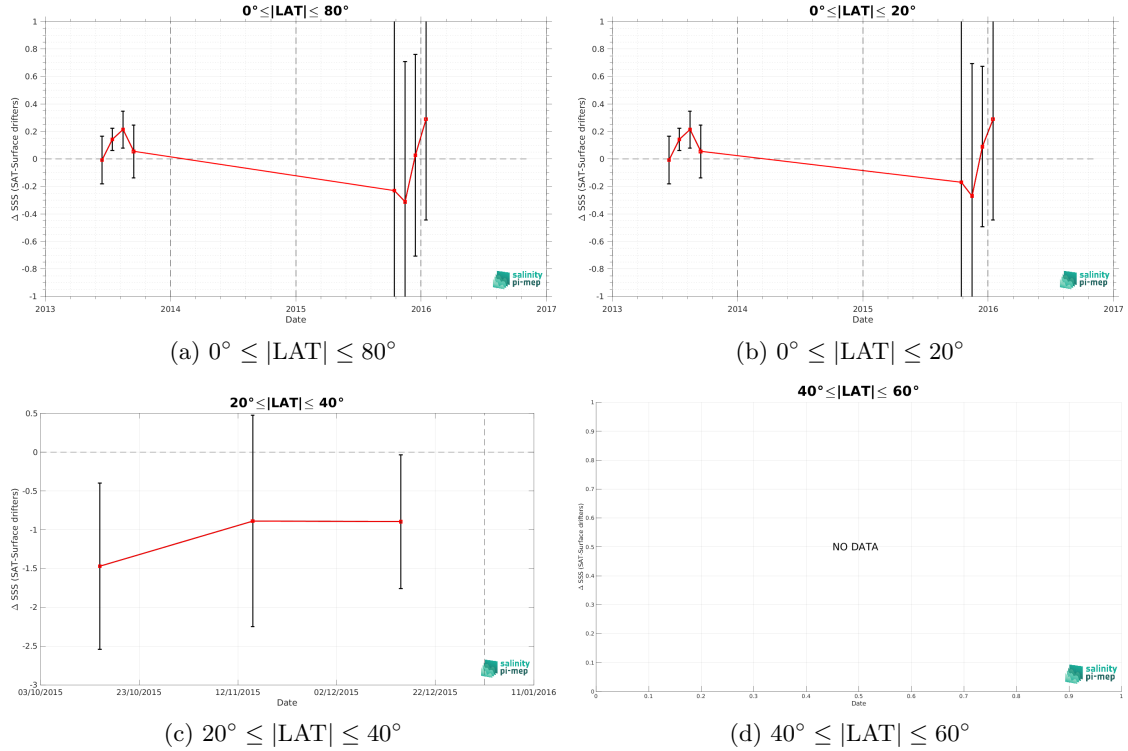 0°≤|LAT|≤ 80°
Δ SSS (SAT-Surface drifters)
1
0.8
0.6
0.4
0.2
0
-0.2
-0.4
-0.6
-0.8
-1
2013 2014 2015 2016 2017
Date
salinity
pi-mep
(a) 0° ≤ |LAT| ≤ 80°
0°≤|LAT|≤ 20°
Δ SSS (SAT-Surface drifters)
1
0.8
0.6
0.4
0.2
0
-0.2
-0.4
-0.6
-0.8
-1
2013 2014 2015 2016 2017
Date
salinity
pi-mep
(b) 0° ≤ |LAT| ≤ 20°
20°≤|LAT|≤ 40°
Δ SSS (SAT-Surface drifters)
0.5
0
-0.5
-1
-1.5
-2
-2.5
-3
03/10/2015 23/10/2015 12/11/2015 02/12/2015 22/12/2015 11/01/2016
Date
salinity
pi-mep
(c) 20° ≤ |LAT| ≤ 40°
40°≤|LAT|≤ 60°
Δ SSS (SAT-Surface drifters)
1
0.9
0.8
0.7
0.6
0.5
0.4
0.3
0.2
0.1
0
NO DATA
0 0.1 0.2 0.3 0.4 0.5 0.6 0.7 0.8 0.9 1
Date
salinity
pi-mep
(d) 40° ≤ |LAT| ≤ 60°